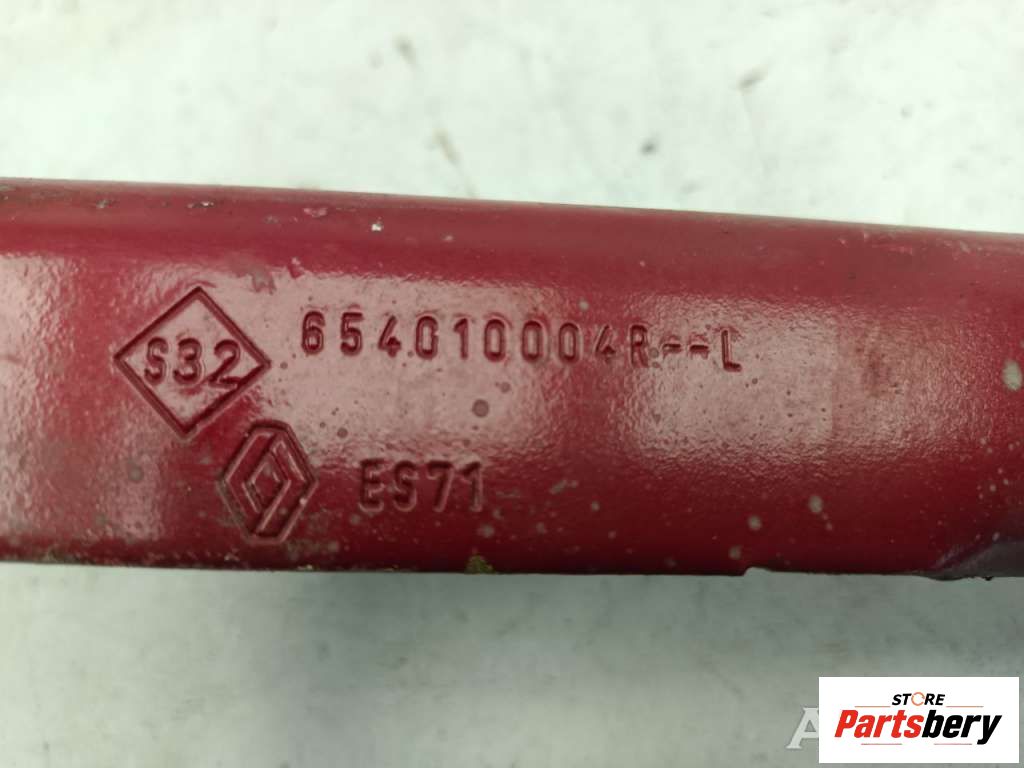 S32
654010004R--L
ES71
STORE
Partsbery